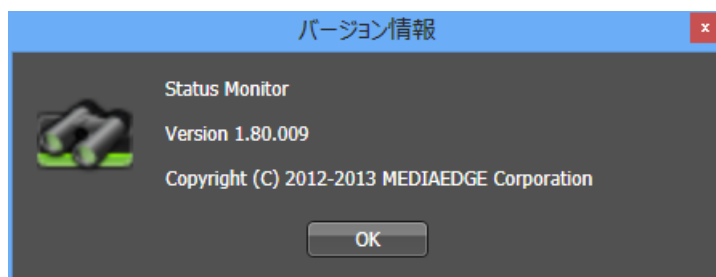 バージョン情報
x
Status Monitor
Version 1.80.009
Copyright (C) 2012-2013 MEDIAEDGE Corporation
OK